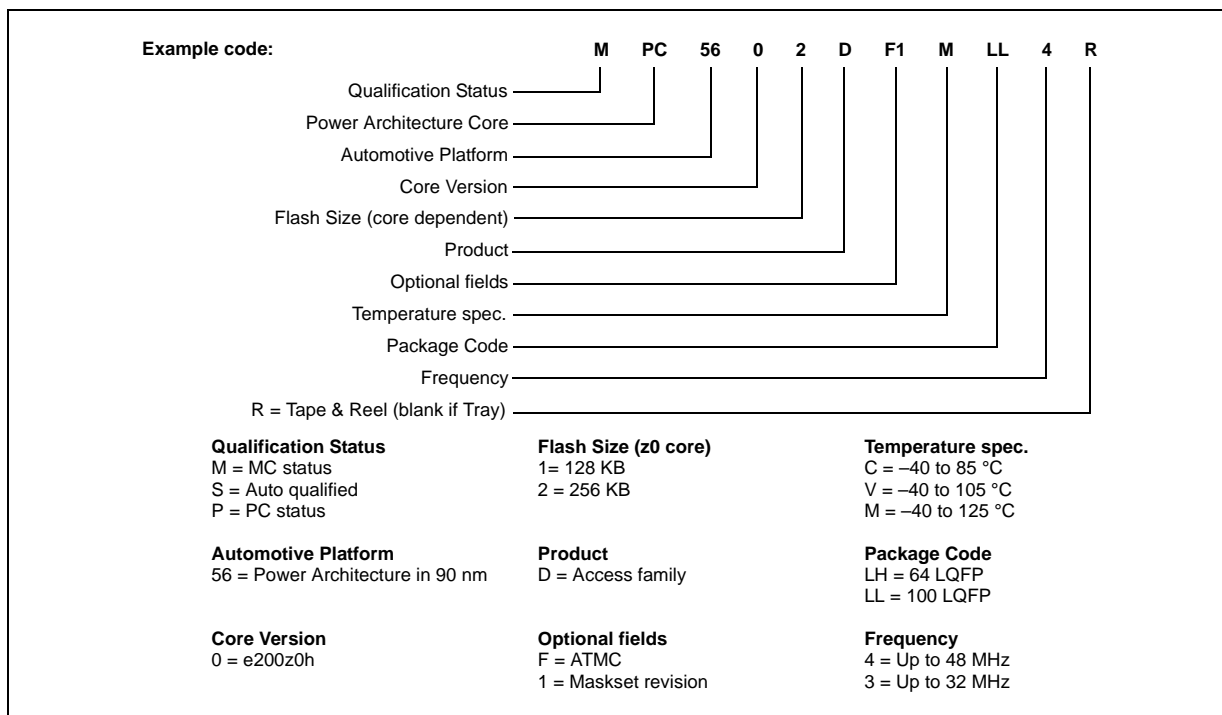 Example code: M PC 56 0 2 D F1 M LL 4 R
Qualification Status
Power Architecture Core
Automotive Platform
Core Version
Flash Size (core dependent)
Product
Optional fields
Temperature spec.
Package Code
Frequency
R = Tape & Reel (blank if Tray)
Qualification Status
M = MC status
S = Auto qualified
P = PC status
Flash Size (z0 core)
1= 128 KB
2 = 256 KB
Temperature spec.
C = –40 to 85 °C
V = –40 to 105 °C
M = –40 to 125 °C
Automotive Platform
56 = Power Architecture in 90 nm
Product
D = Access family
Package Code
LH = 64 LQFP
LL = 100 LQFP
Core Version
0 = e200z0h
Optional fields
F = ATMC
1 = Maskset revision
Frequency
4 = Up to 48 MHz
3 = Up to 32 MHz